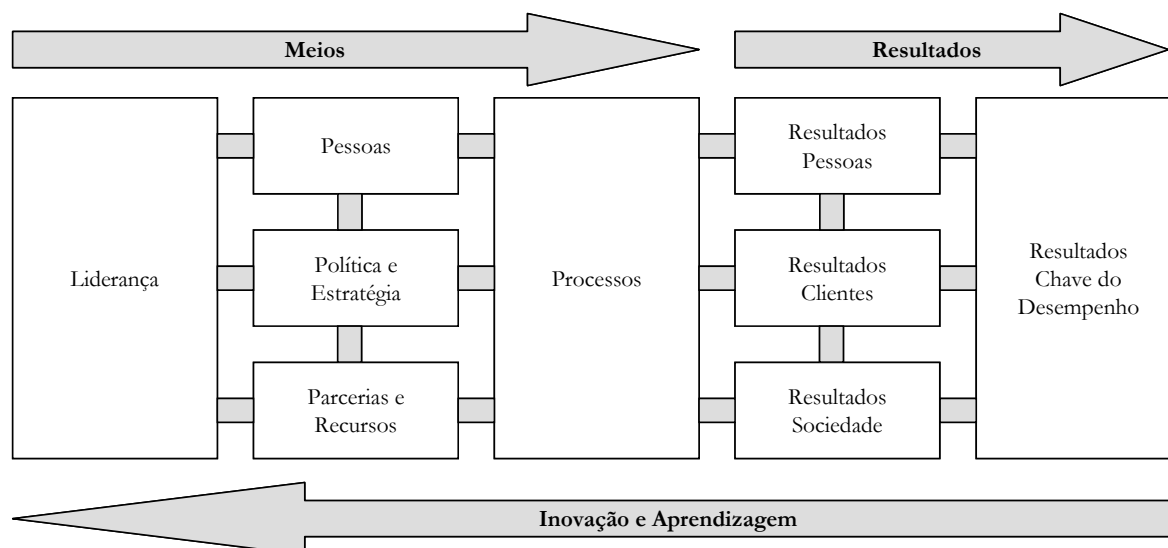 Meios
Resultados
Liderança
Pessoas
Política e
Estratégia
Parcerias e
Recursos
Processos
Resultados
Pessoas
Resultados
Clientes
Resultados
Sociedade
Resultados
Chave do
Desempenho
Inovação e Aprendizagem